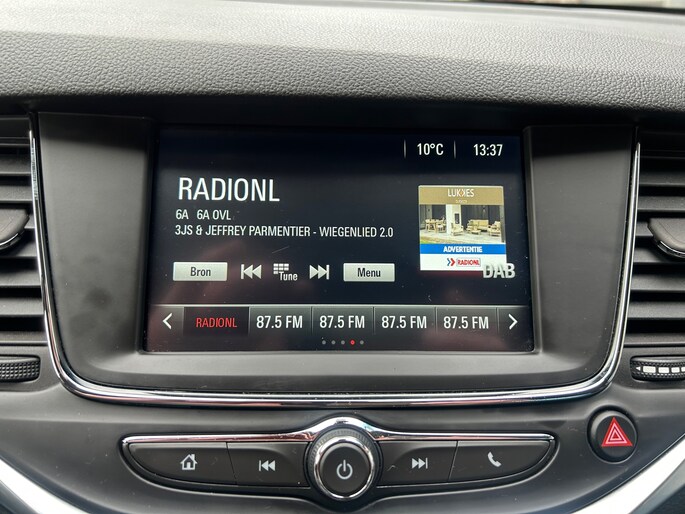 10°C 13:37
RADIONL
6A 6A OVL
3JS & JEFFREY PARMENTIER - WIEGENLIED 2.0
LUKKES
ADVERTENTIE
RADIONL
DAB
Bron Tune Menu
RADIONL 87.5 FM 87.5 FM 87.5 FM 87.5 FM